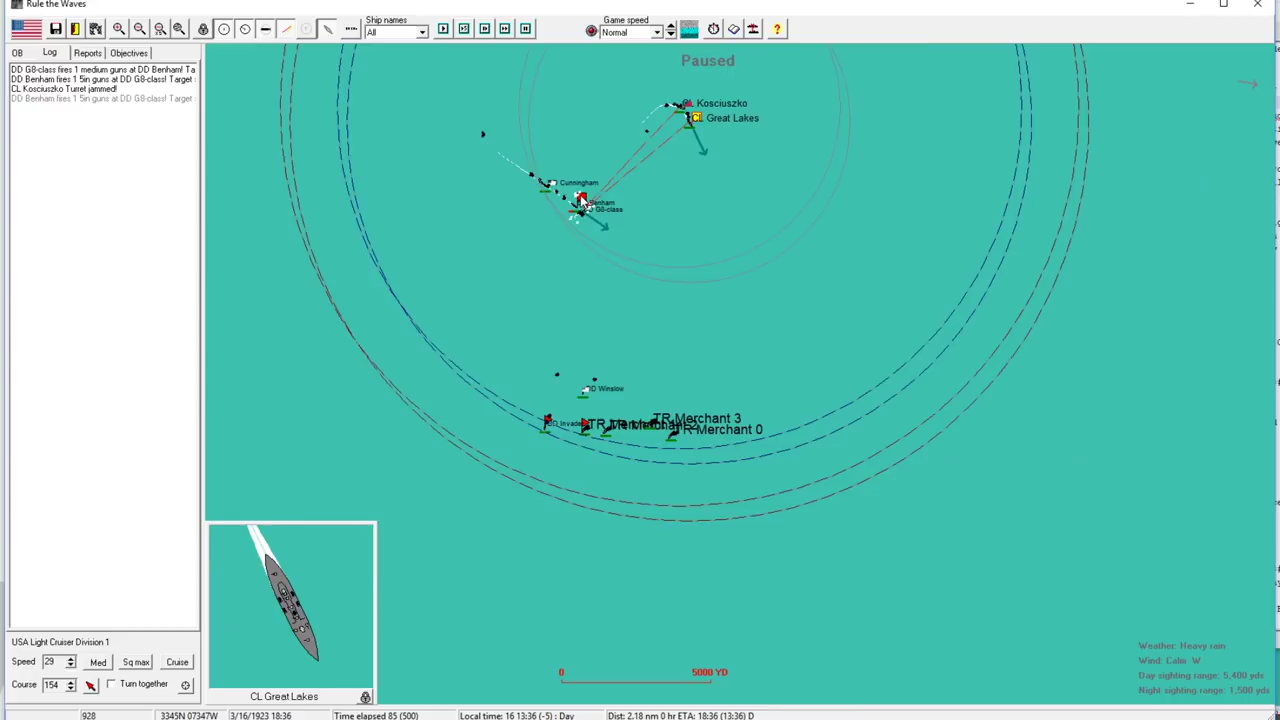 Rule the Waves
Ship names
All
Game speed
Normal
OB
Log
Reports
Objectives
DD G8-class fires 1 medium guns at DD Benham! Ta
DD Benham fires 1 5in guns at DD G8-class! Target
CL Kosciuszko Turret jammed!
DD Benham fires 1 5in guns at DD G8-class! Target
Paused
CL Kosciuszko
CL Great Lakes
Cunningham
Benham
DD G8-class
DD Winslow
TR Merchant 3
TR Merchant 0
0
5000 YD
Weather: Heavy rain
Wind: Calm W
Day sighting range: 5,400 yds
Night sighting range: 1,500 yds
USA Light Cruiser Division 1
Speed
29
Med
Sq max
Cruise
Course
154
Turn together
CL Great Lakes
928
3345N 07347W
3/16/1923 18:36
Time elapsed 85 (500)
Local time: 16 13:36 (-5) : Day
Dist: 2.18 nm 0 hr ETA: 18:36 (13:36) D